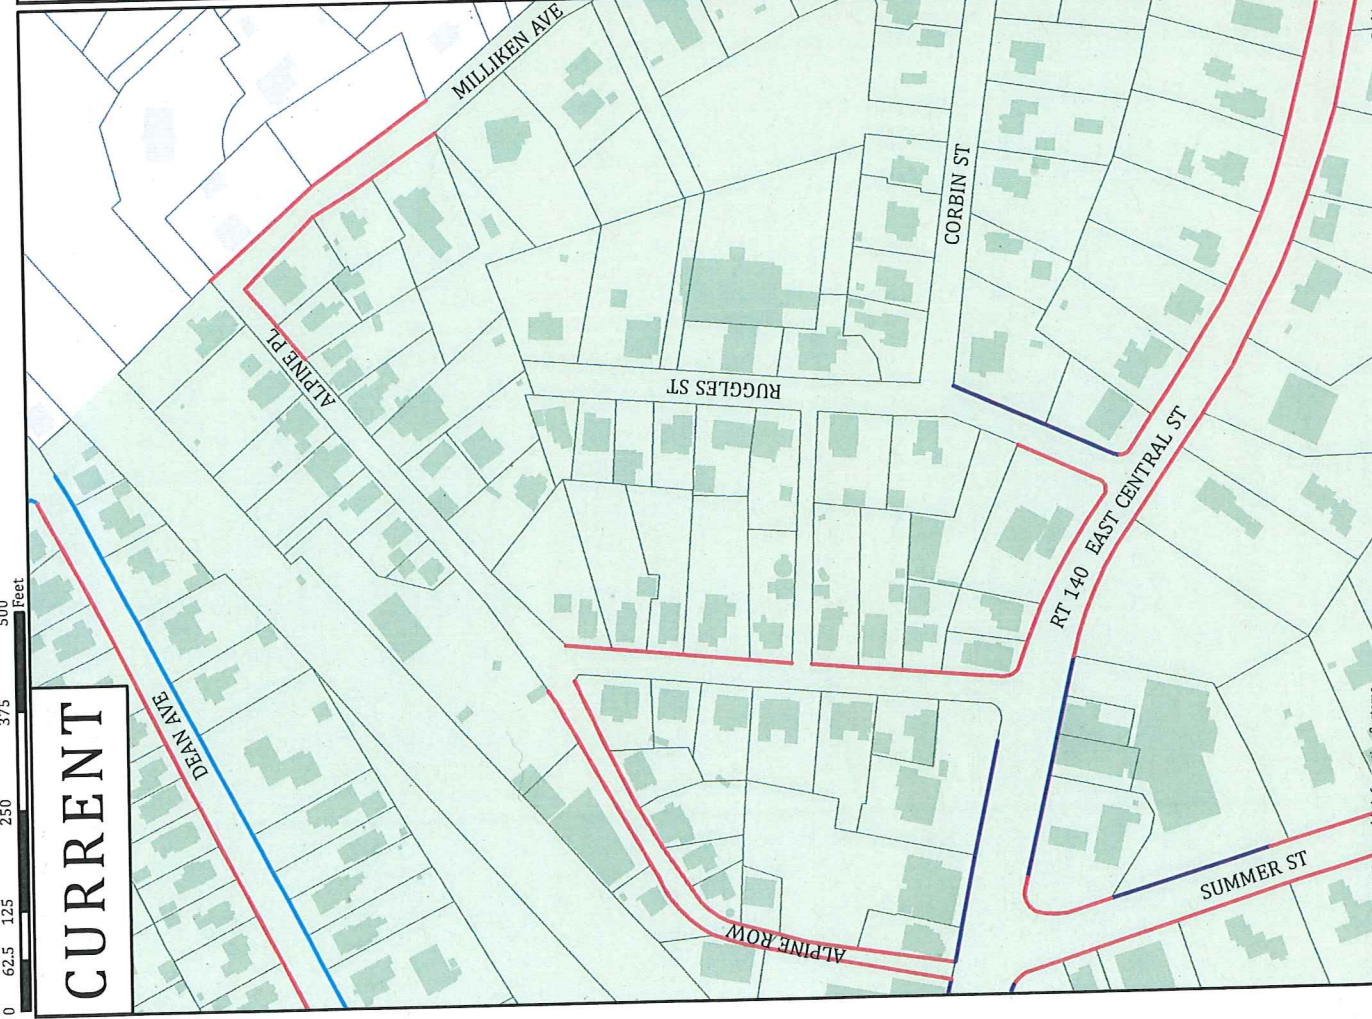 MILLIKEN AVE
CORBIN ST
ALPINE PL
RUGGLES ST
RT 140 EAST CENTRAL ST
DEAN AVE
ALPINE ROW
SUMMER ST
CURRENT
0 62.5 125 250 375 500
Feet